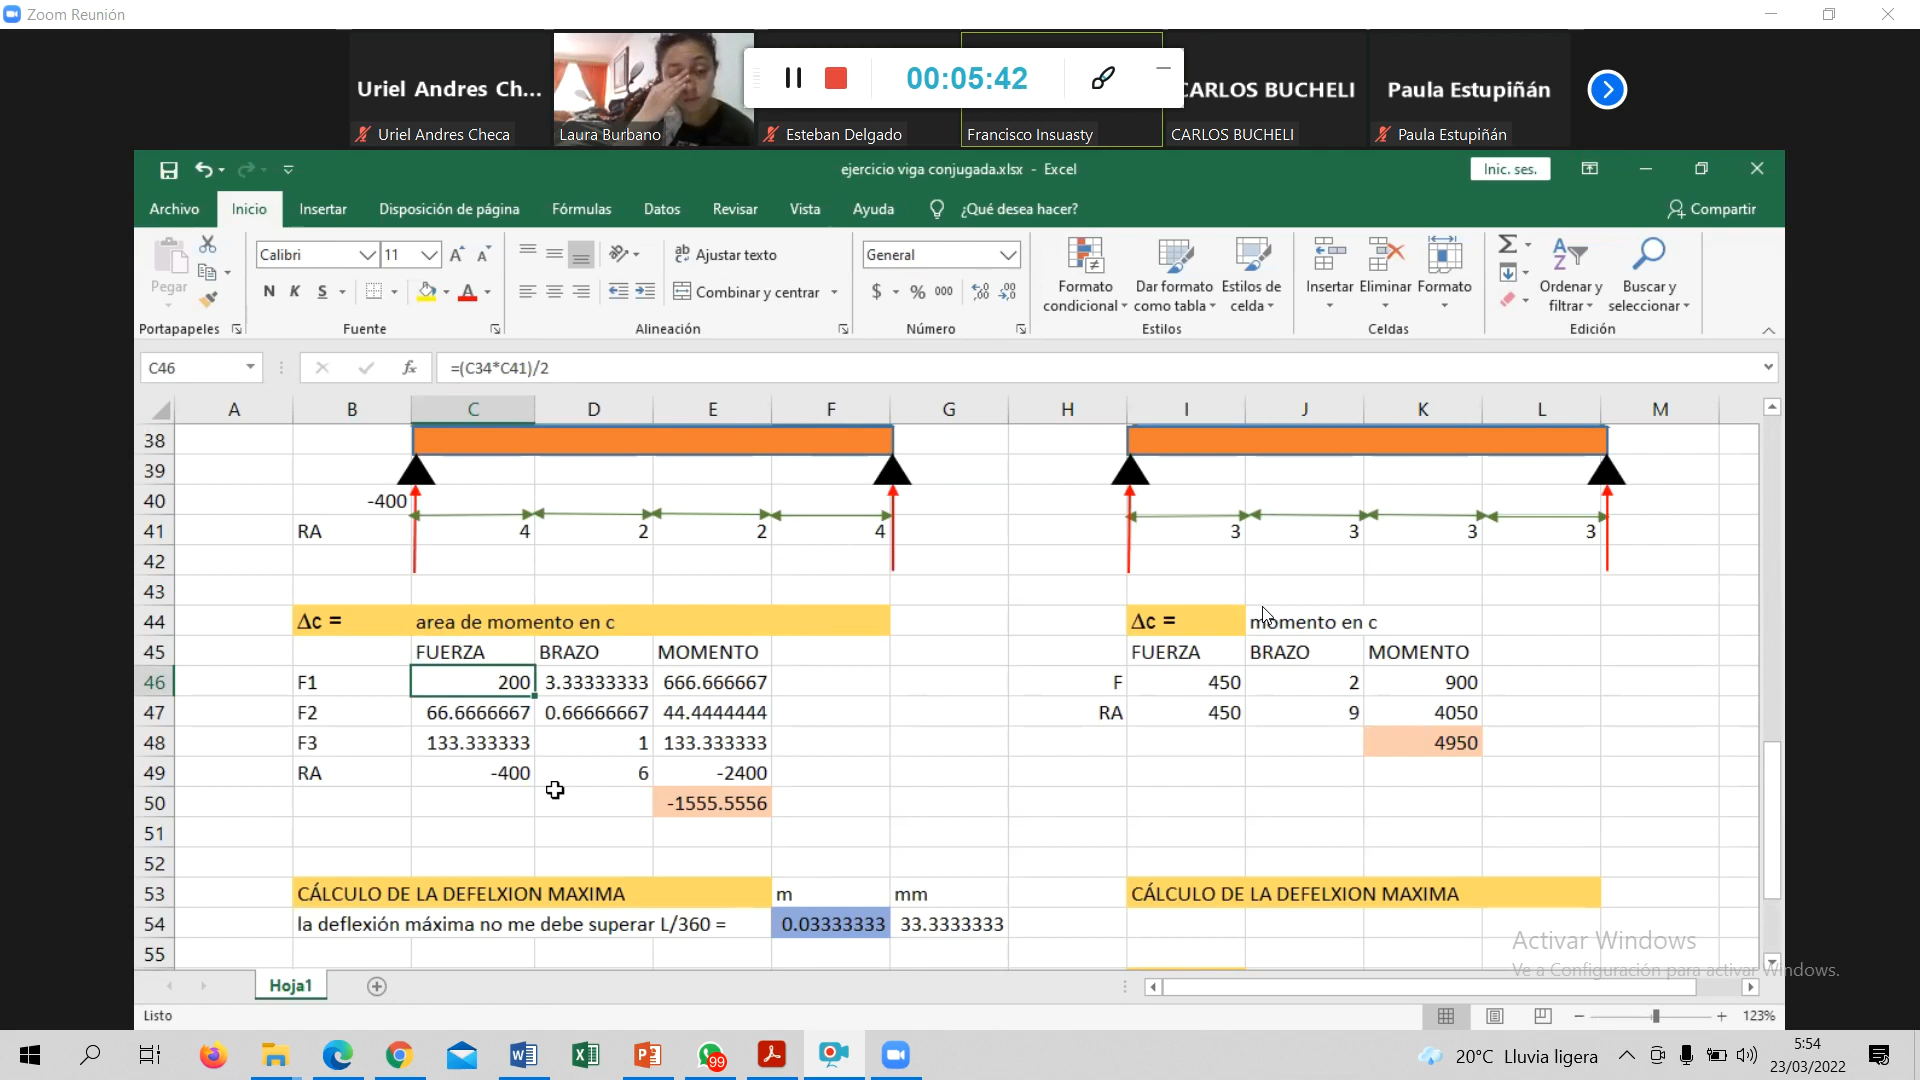 Zoom Reunión
Uriel Andres Ch...
CARLOS BUCHELI
Paula Estupiñán
00:05:42
Uriel Andres Checa
Laura Burbano
Esteban Delgado
Francisco Insuasty
CARLOS BUCHELI
Paula Estupiñán
ejercicio viga conjugada.xlsx - Excel
Inic. ses.
Archivo Inicio Insertar Disposición de página Fórmulas Datos Revisar Vista Ayuda ¿Qué desea hacer? Compartir
Pegar
Calibri 11
Ajustar texto
General
N K S
Combinar y centrar
$ % 000
Formato condicional
Dar formato como tabla
Estilos de celda
Insertar Eliminar Formato
Ordenar y filtrar
Buscar y seleccionar
Portapapeles Fuente Alineación Número Estilos Celdas Edición
C46 fx =(C34*C41)/2
A B C D E F G H I J K L M
38
39
40 -400
41 RA 4 2 2 4 3 3 3 3
42
43
44 Δc = area de momento en c Δc = momento en c
45 FUERZA BRAZO MOMENTO FUERZA BRAZO MOMENTO
46 F1 200 3.33333333 666.666667 F 450 2 900
47 F2 66.6666667 0.66666667 44.4444444 RA 450 9 4050
48 F3 133.333333 1 133.333333 4950
49 RA -400 6 -2400
50 -1555.5556
51
52
53 CÁLCULO DE LA DEFELXION MAXIMA m mm CÁLCULO DE LA DEFELXION MAXIMA
54 la deflexión máxima no me debe superar L/360 = 0.03333333 33.3333333
55
Activar Windows
Ve a Configuración para activar Windows.
Hoja1
Listo
123%
99
20°C Lluvia ligera
5:54
23/03/2022